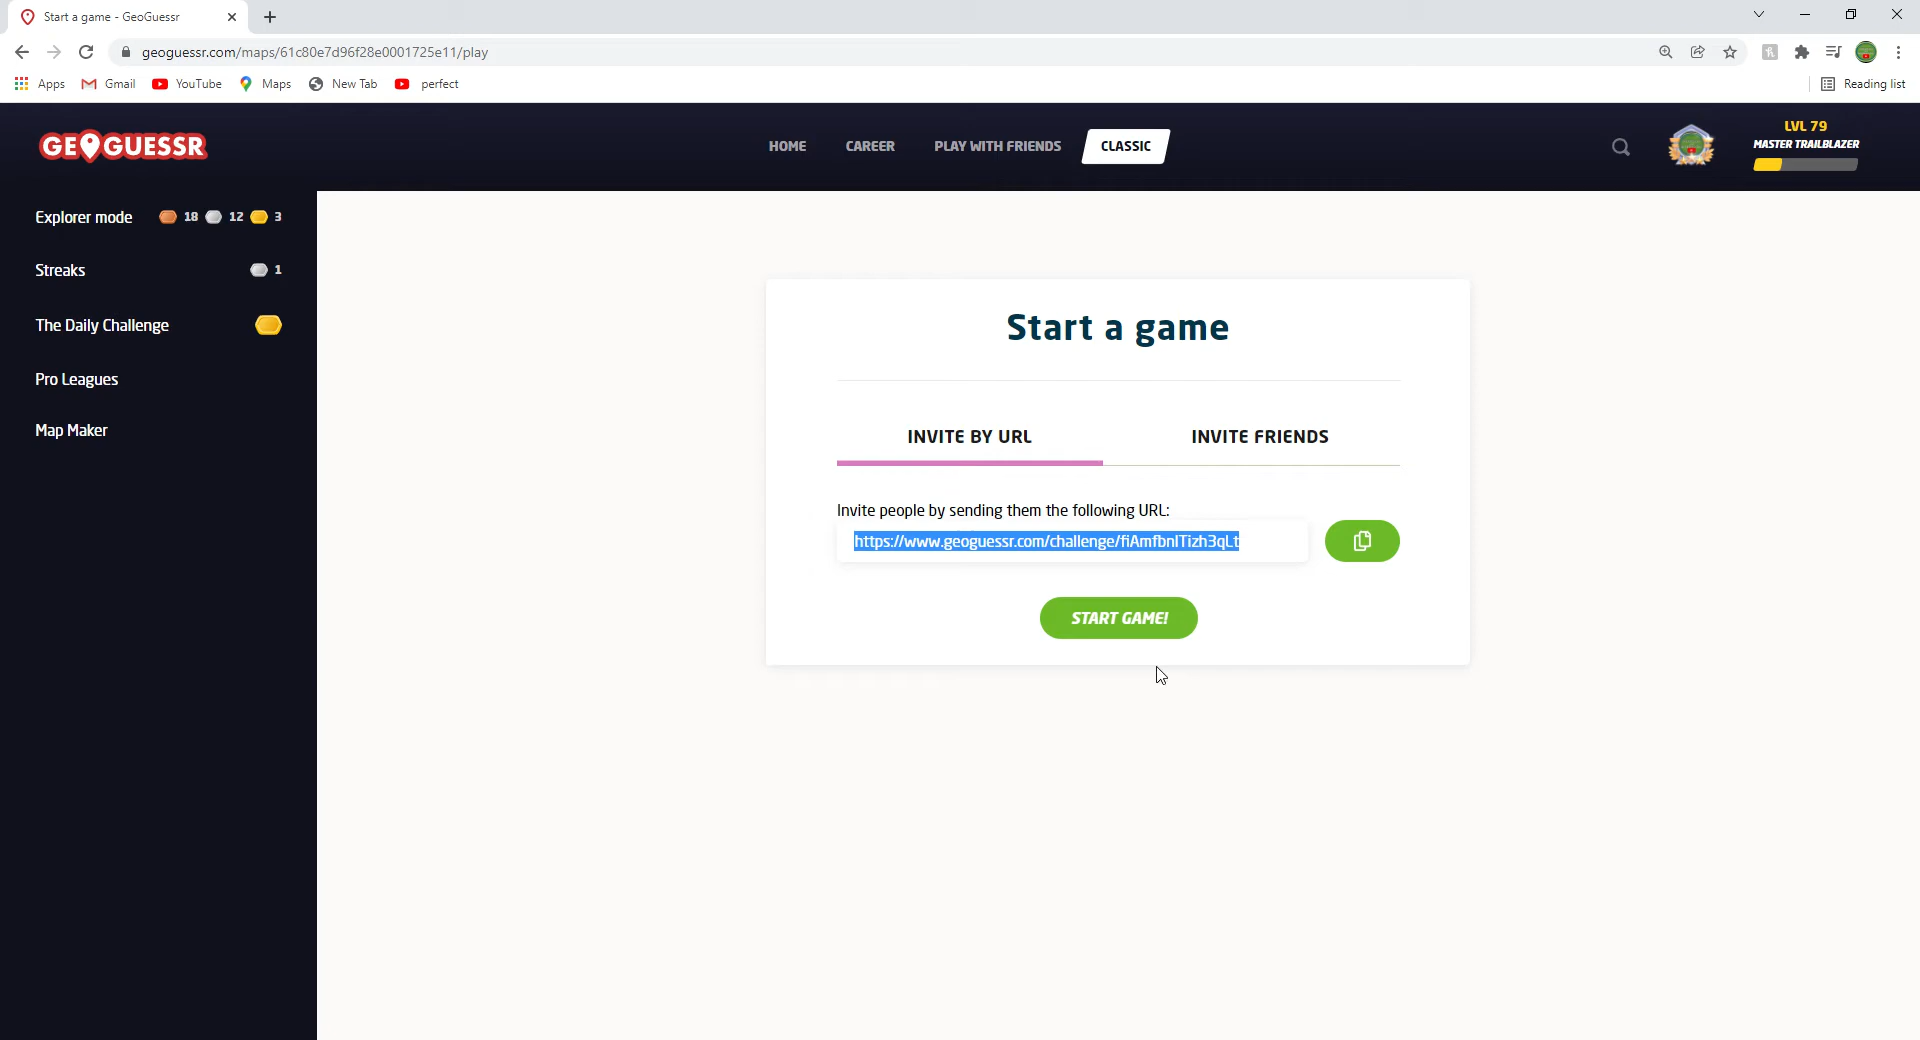 Start a game - GeoGuessr
geoguessr.com/maps/61c80e7d96f28e0001725e11/play
Apps Gmail YouTube Maps New Tab perfect Reading list
GEOGUESSR HOME CAREER PLAY WITH FRIENDS CLASSIC
LVL 79
MASTER TRAILBLAZER
Explorer mode 18 12 3
Streaks 1
The Daily Challenge
Pro Leagues
Map Maker
Start a game
INVITE BY URL INVITE FRIENDS
Invite people by sending them the following URL:
https://www.geoguessr.com/challenge/fiAmfbnITizh3qLt
START GAME!